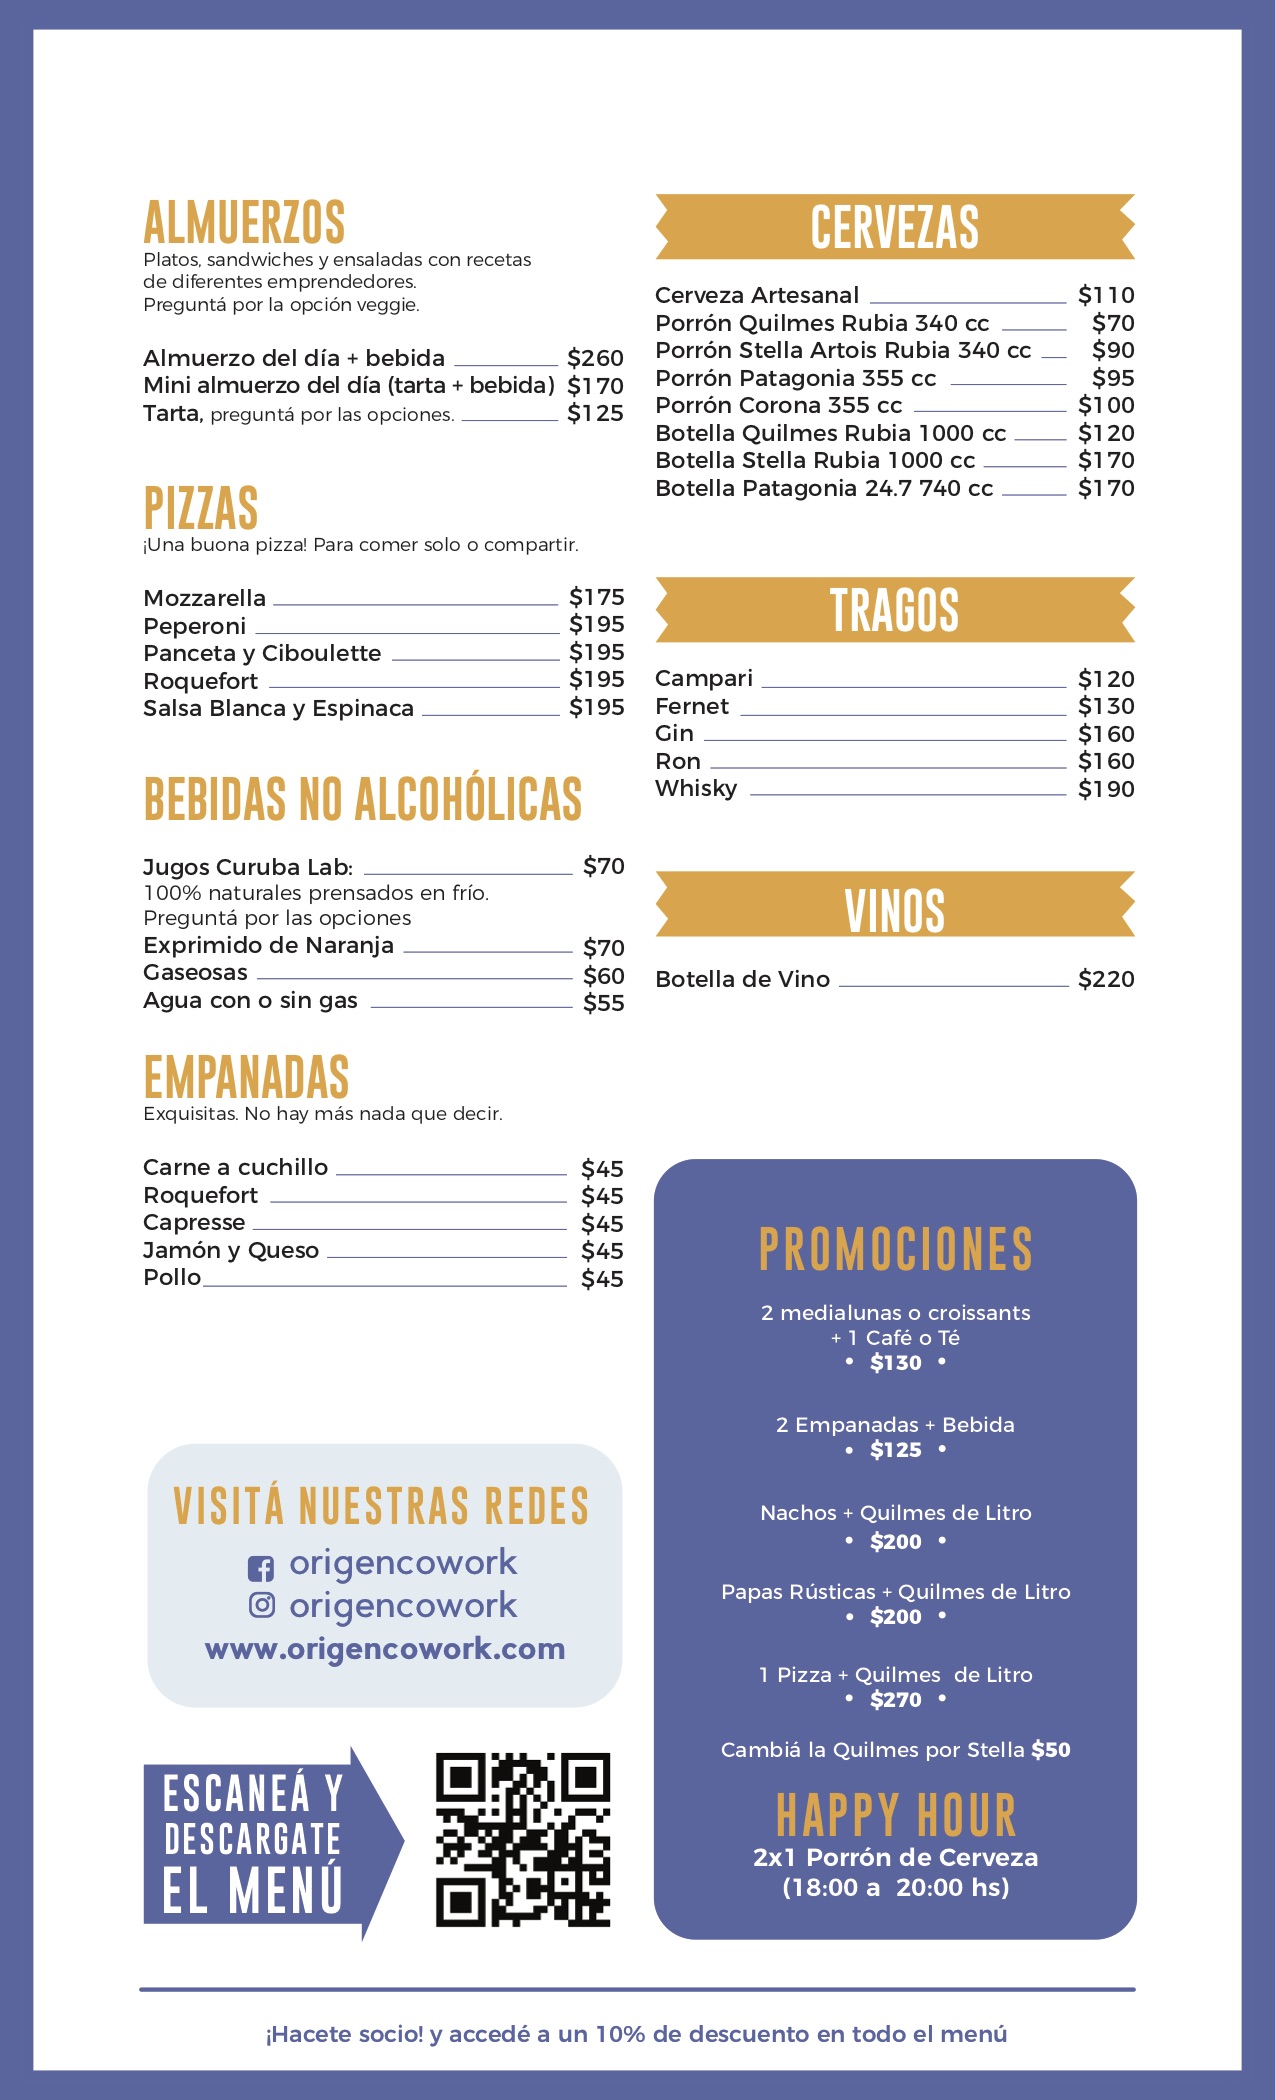 ALMUERZOS
Platos, sandwiches y ensaladas con recetas
de diferentes emprendedores.
Preguntá por la opción veggie.
Almuerzo del día + bebida $260
Mini almuerzo del día (tarta + bebida) $170
Tarta, preguntá por las opciones. $125
PIZZAS
¡Una buona pizza! Para comer solo o compartir.
Mozzarella $175
Peperoni $195
Panceta y Ciboulette $195
Roquefort $195
Salsa Blanca y Espinaca $195
BEBIDAS NO ALCOHÓLICAS
Jugos Curuba Lab: $70
100% naturales prensados en frío.
Preguntá por las opciones
Exprimido de Naranja $70
Gaseosas $60
Agua con o sin gas $55
EMPANADAS
Exquisitas. No hay más nada que decir.
Carne a cuchillo $45
Roquefort $45
Capresse $45
Jamón y Queso $45
Pollo $45
VISITÁ NUESTRAS REDES
origencowork
origencowork
www.origencowork.com
ESCANEÁ Y
DESCARGATE
EL MENÚ
CERVEZAS
Cerveza Artesanal $110
Porrón Quilmes Rubia 340 cc $70
Porrón Stella Artois Rubia 340 cc $90
Porrón Patagonia 355 cc $95
Porrón Corona 355 cc $100
Botella Quilmes Rubia 1000 cc $120
Botella Stella Rubia 1000 cc $170
Botella Patagonia 24.7 740 cc $170
TRAGOS
Campari $120
Fernet $130
Gin $160
Ron $160
Whisky $190
VINOS
Botella de Vino $220
PROMOCIONES
2 medialunas o croissants
+ 1 Café o Té
• $130 •
2 Empanadas + Bebida
• $125 •
Nachos + Quilmes de Litro
• $200 •
Papas Rústicas + Quilmes de Litro
• $200 •
1 Pizza + Quilmes de Litro
• $270 •
Cambiá la Quilmes por Stella $50
HAPPY HOUR
2x1 Porrón de Cerveza
(18:00 a 20:00 hs)
¡Hacete socio! y accedé a un 10% de descuento en todo el menú